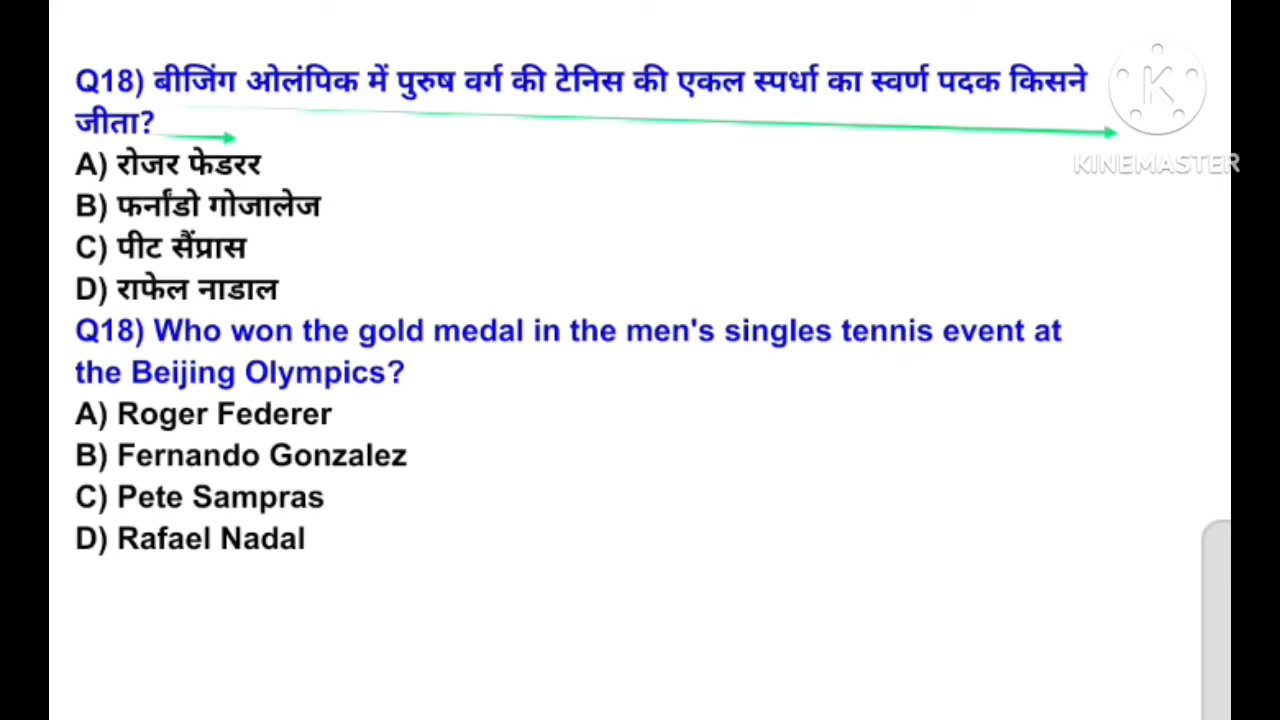 Q18) बीजिंग ओलंपिक में पुरुष वर्ग की टेनिस की एकल स्पर्धा का स्वर्ण पदक किसने
जीता?
A) रोजर फेडरर
B) फर्नांडो गोजालेज
C) पीट सैंप्रास
D) राफेल नाडाल
Q18) Who won the gold medal in the men's singles tennis event at
the Beijing Olympics?
A) Roger Federer
B) Fernando Gonzalez
C) Pete Sampras
D) Rafael Nadal
K
KINEMASTER